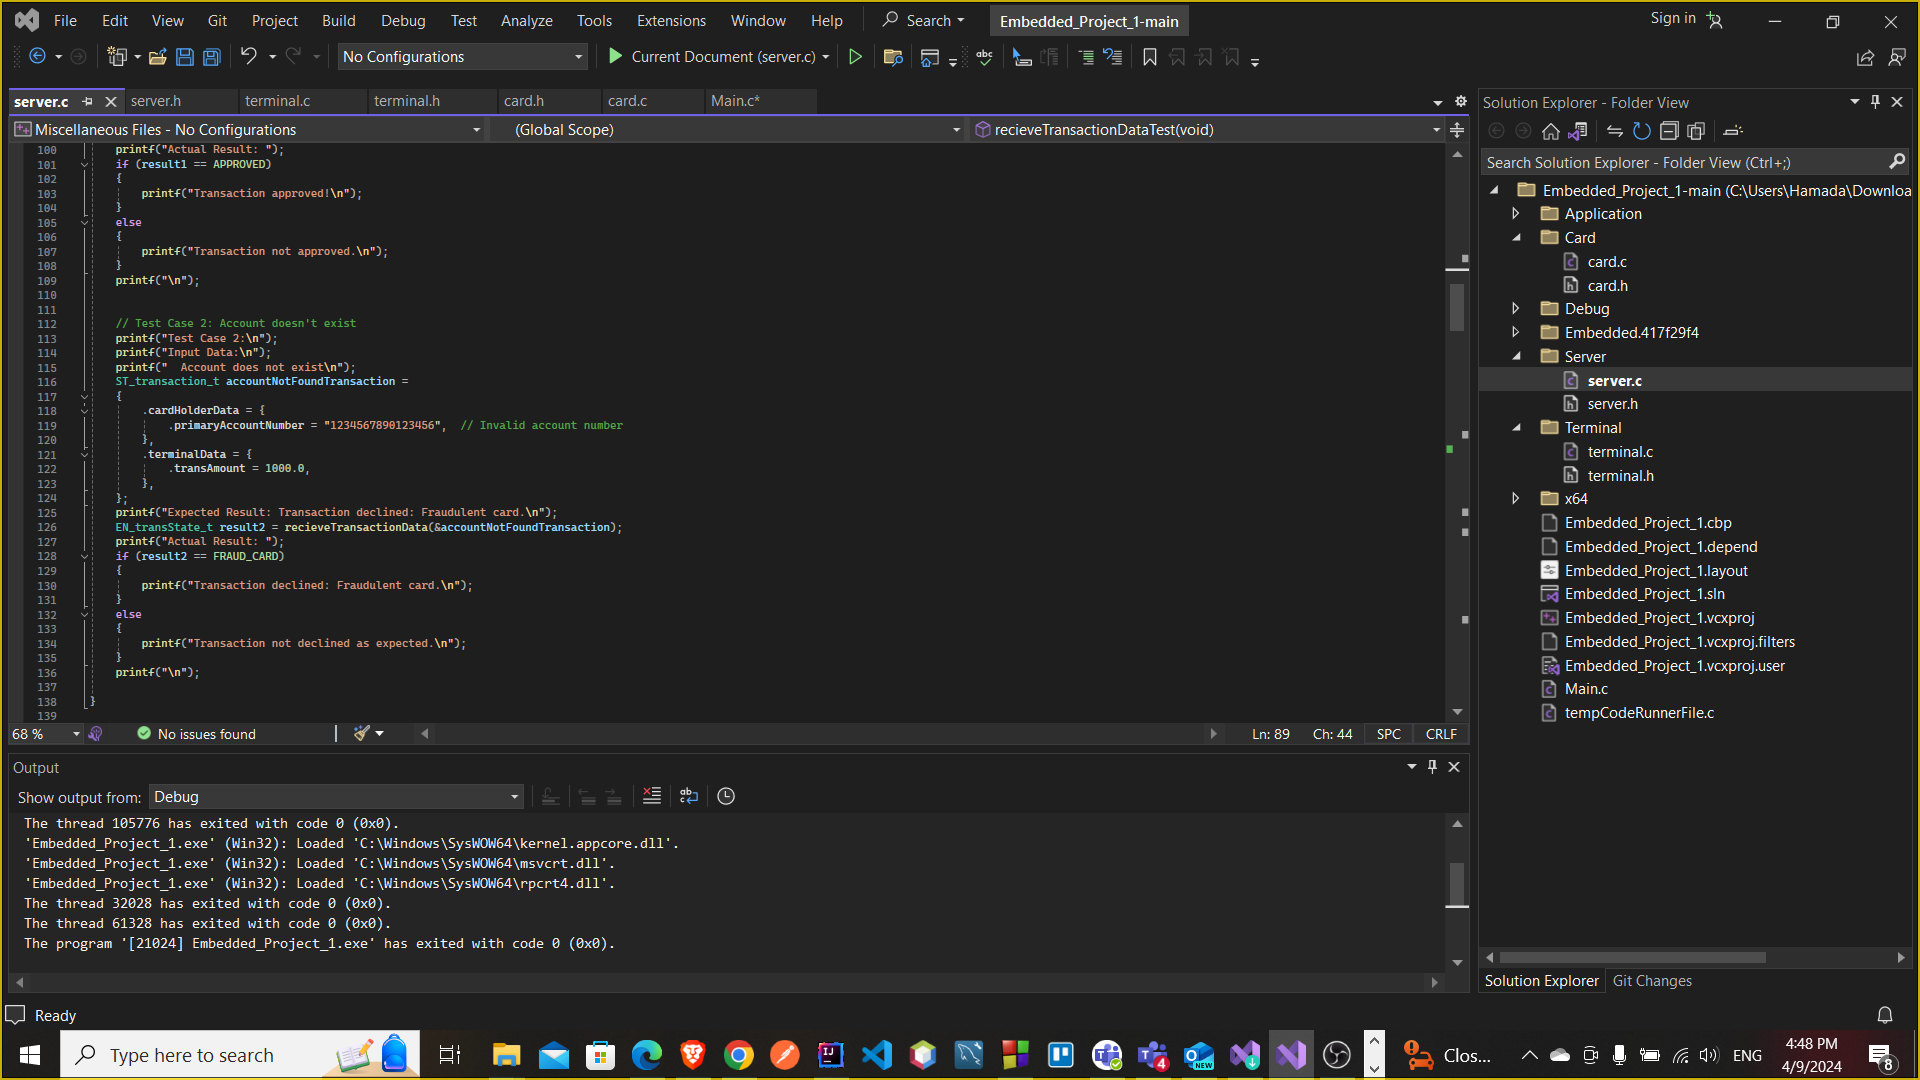 File Edit View Git Project Build Debug Test Analyze Tools Extensions Window Help Search Embedded_Project_1-main Sign in
No Configurations Current Document (server.c)
server.c server.h terminal.c terminal.h card.h card.c Main.c*
Miscellaneous Files - No Configurations (Global Scope) recieveTransactionDataTest(void)
100 printf("Actual Result: ");
101 if (result1 == APPROVED)
102 {
103 printf("Transaction approved!\n");
104 }
105 else
106 {
107 printf("Transaction not approved.\n");
108 }
109 printf("\n");
110
111
112 // Test Case 2: Account doesn't exist
113 printf("Test Case 2:\n");
114 printf("Input Data:\n");
115 printf("  Account does not exist\n");
116 ST_transaction_t accountNotFoundTransaction =
117 {
118 .cardHolderData = {
119 .primaryAccountNumber = "1234567890123456",  // Invalid account number
120 },
121 .terminalData = {
122 .transAmount = 1000.0,
123 },
124 };
125 printf("Expected Result: Transaction declined: Fraudulent card.\n");
126 EN_transState_t result2 = recieveTransactionData(&accountNotFoundTransaction);
127 printf("Actual Result: ");
128 if (result2 == FRAUD_CARD)
129 {
130 printf("Transaction declined: Fraudulent card.\n");
131 }
132 else
133 {
134 printf("Transaction not declined as expected.\n");
135 }
136 printf("\n");
137
138 }
139
68 % No issues found Ln: 89 Ch: 44 SPC CRLF
Output
Show output from: Debug
The thread 105776 has exited with code 0 (0x0).
'Embedded_Project_1.exe' (Win32): Loaded 'C:\Windows\SysWOW64\kernel.appcore.dll'.
'Embedded_Project_1.exe' (Win32): Loaded 'C:\Windows\SysWOW64\msvcrt.dll'.
'Embedded_Project_1.exe' (Win32): Loaded 'C:\Windows\SysWOW64\rpcrt4.dll'.
The thread 32028 has exited with code 0 (0x0).
The thread 61328 has exited with code 0 (0x0).
The program '[21024] Embedded_Project_1.exe' has exited with code 0 (0x0).
Solution Explorer - Folder View
Search Solution Explorer - Folder View (Ctrl+;)
Embedded_Project_1-main (C:\Users\Hamada\Downloa
Application
Card
card.c
card.h
Debug
Embedded.417f29f4
Server
server.c
server.h
Terminal
terminal.c
terminal.h
x64
Embedded_Project_1.cbp
Embedded_Project_1.depend
Embedded_Project_1.layout
Embedded_Project_1.sln
Embedded_Project_1.vcxproj
Embedded_Project_1.vcxproj.filters
Embedded_Project_1.vcxproj.user
Main.c
tempCodeRunnerFile.c
Solution Explorer Git Changes
Ready
Type here to search
Clos...
ENG
4:48 PM
4/9/2024
8
4
NEW